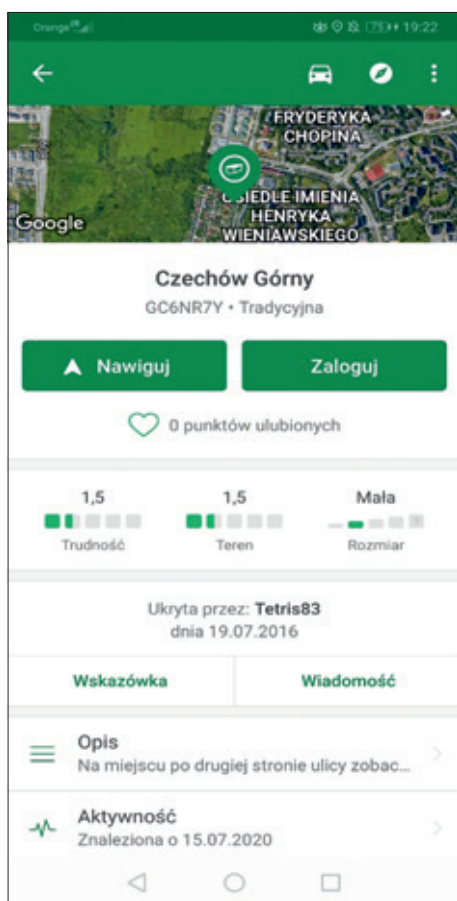 Orange 75 19:22
FRYDERYKA
CHOPINA
OSIEDLE IMIENIA
HENRYKA
WIENIAWSKIEGO
Google
Czechów Górny
GC6NR7Y • Tradycyjna
Nawiguj Zaloguj
0 punktów ulubionych
1,5 1,5 Mała
Trudność Teren Rozmiar
Ukryta przez: Tetris83
dnia 19.07.2016
Wskazówka Wiadomość
Opis
Na miejscu po drugiej stronie ulicy zobac...
Aktywność
Znaleziona o 15.07.2020